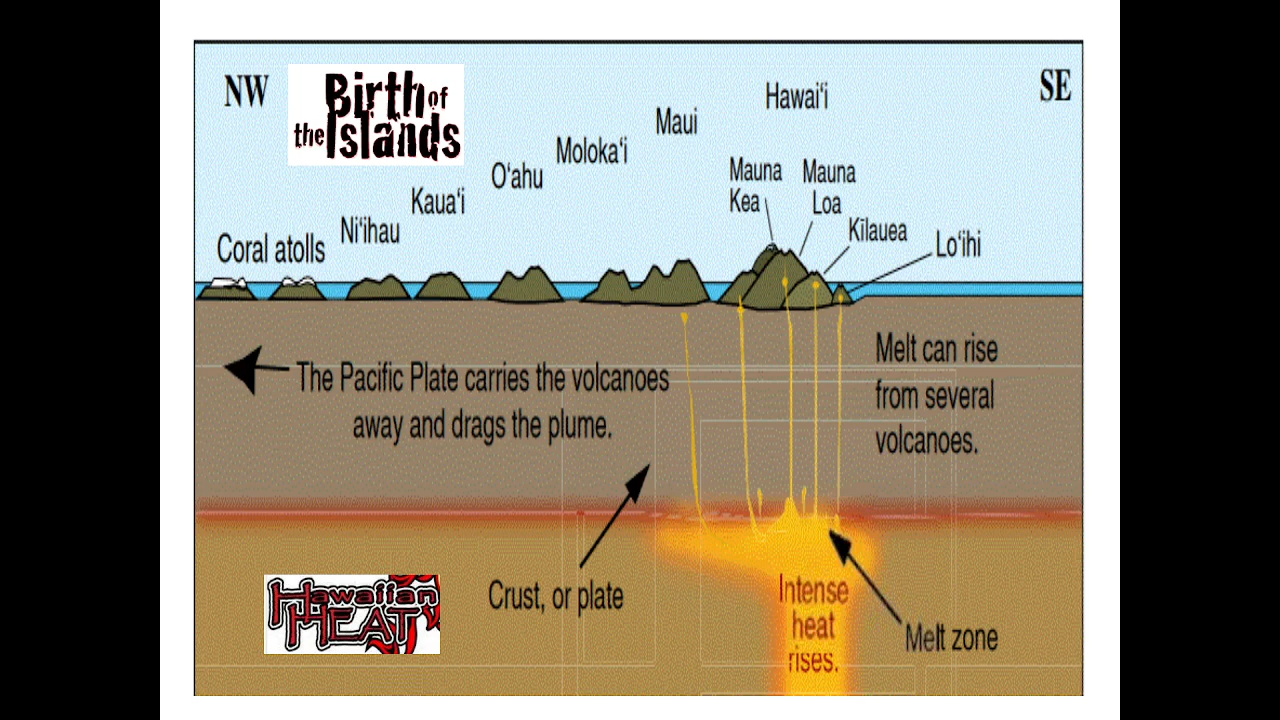 NW
Birth of
the Islands
SE
Hawai‘i
Maui
Moloka‘i
O‘ahu
Kaua‘i
Ni‘ihau
Coral atolls
Mauna
Kea
Mauna
Loa
Kīlauea
Lo‘ihi
The Pacific Plate carries the volcanoes
away and drags the plume.
Melt can rise
from several
volcanoes.
Crust, or plate
Intense
heat
rises.
Melt zone
Hawaiian
HEAT